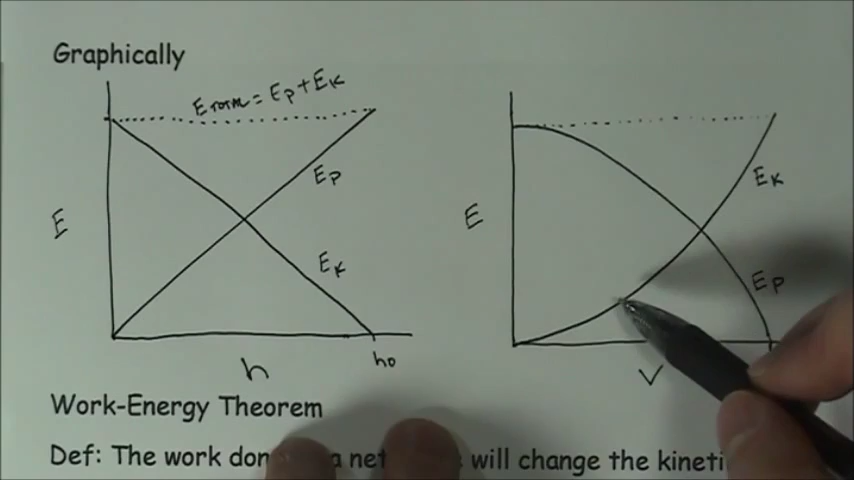 Graphically
E TOTAL = Ep + EK
E
Ep
EK
h
ho
E
EK
Ep
V
Work-Energy Theorem
Def: The work don a net will change the kineti